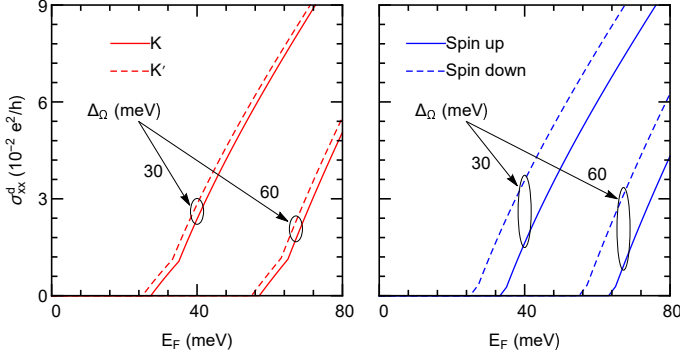 9
6
3
0
σ^d_xx (10⁻² e²/h)
K
K′
Δ_Ω (meV)
30
60
0
40
80
E_F (meV)
Spin up
Spin down
Δ_Ω (meV)
30
60
0
40
80
E_F (meV)